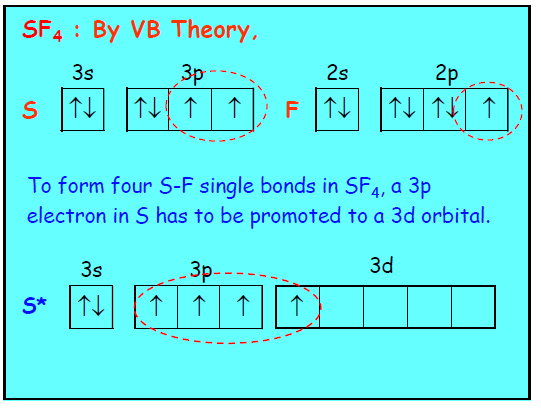 SF₄ : By VB Theory,
3s 3p 2s 2p
S ↑↓ ↑↓ ↑ ↑ F ↑↓ ↑↓ ↑↓ ↑
To form four S-F single bonds in SF₄, a 3p
electron in S has to be promoted to a 3d orbital.
3s 3p 3d
S* ↑↓ ↑ ↑ ↑ ↑